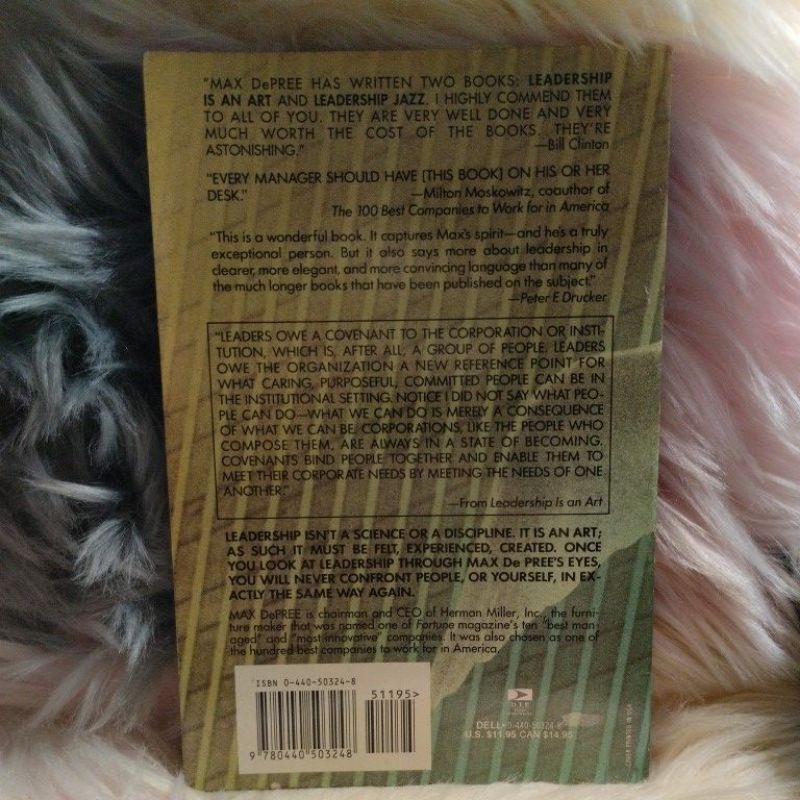 "MAX DePREE HAS WRITTEN TWO BOOKS: LEADERSHIP
IS AN ART AND LEADERSHIP JAZZ. I HIGHLY COMMEND THEM
TO ALL OF YOU. THEY ARE VERY WELL DONE AND VERY
MUCH WORTH THE COST OF THE BOOKS. THEY'RE
ASTONISHING."
—Bill Clinton
"EVERY MANAGER SHOULD HAVE [THIS BOOK] ON HIS OR HER
DESK."
—Milton Moskowitz, coauthor of
The 100 Best Companies to Work for in America
"This is a wonderful book. It captures Max's spirit—and he's a truly
exceptional person. But it also says more about leadership in
clearer, more elegant, and more convincing language than many of
the much longer books that have been published on the subject."
—Peter F. Drucker
"LEADERS OWE A COVENANT TO THE CORPORATION OR INSTI-
TUTION, WHICH IS, AFTER ALL, A GROUP OF PEOPLE. LEADERS
OWE THE ORGANIZATION A NEW REFERENCE POINT FOR
WHAT CARING, PURPOSEFUL, COMMITTED PEOPLE CAN BE IN
THE INSTITUTIONAL SETTING. NOTICE I DID NOT SAY WHAT PEO-
PLE CAN DO—WHAT WE CAN DO IS MERELY A CONSEQUENCE
OF WHAT WE CAN BE. CORPORATIONS, LIKE THE PEOPLE WHO
COMPOSE THEM, ARE ALWAYS IN A STATE OF BECOMING.
COVENANTS BIND PEOPLE TOGETHER AND ENABLE THEM TO
MEET THEIR CORPORATE NEEDS BY MEETING THE NEEDS OF ONE
ANOTHER."
—From Leadership Is an Art
LEADERSHIP ISN'T A SCIENCE OR A DISCIPLINE. IT IS AN ART;
AS SUCH IT MUST BE FELT, EXPERIENCED, CREATED. ONCE
YOU LOOK AT LEADERSHIP THROUGH MAX De PREE'S EYES,
YOU WILL NEVER CONFRONT PEOPLE, OR YOURSELF, IN EX-
ACTLY THE SAME WAY AGAIN.
MAX DePREE is chairman and CEO of Herman Miller, Inc., the furni-
ture maker that was named one of Fortune magazine's ten "best man-
aged" and "most innovative" companies. It was also chosen as one of
the hundred best companies to work for in America.
ISBN 0-440-50324-8
51195>
9 780440 503248
DTP
DELL•0-440-50324-8
U.S. $11.95 CAN $14.95
PRINTED IN USA